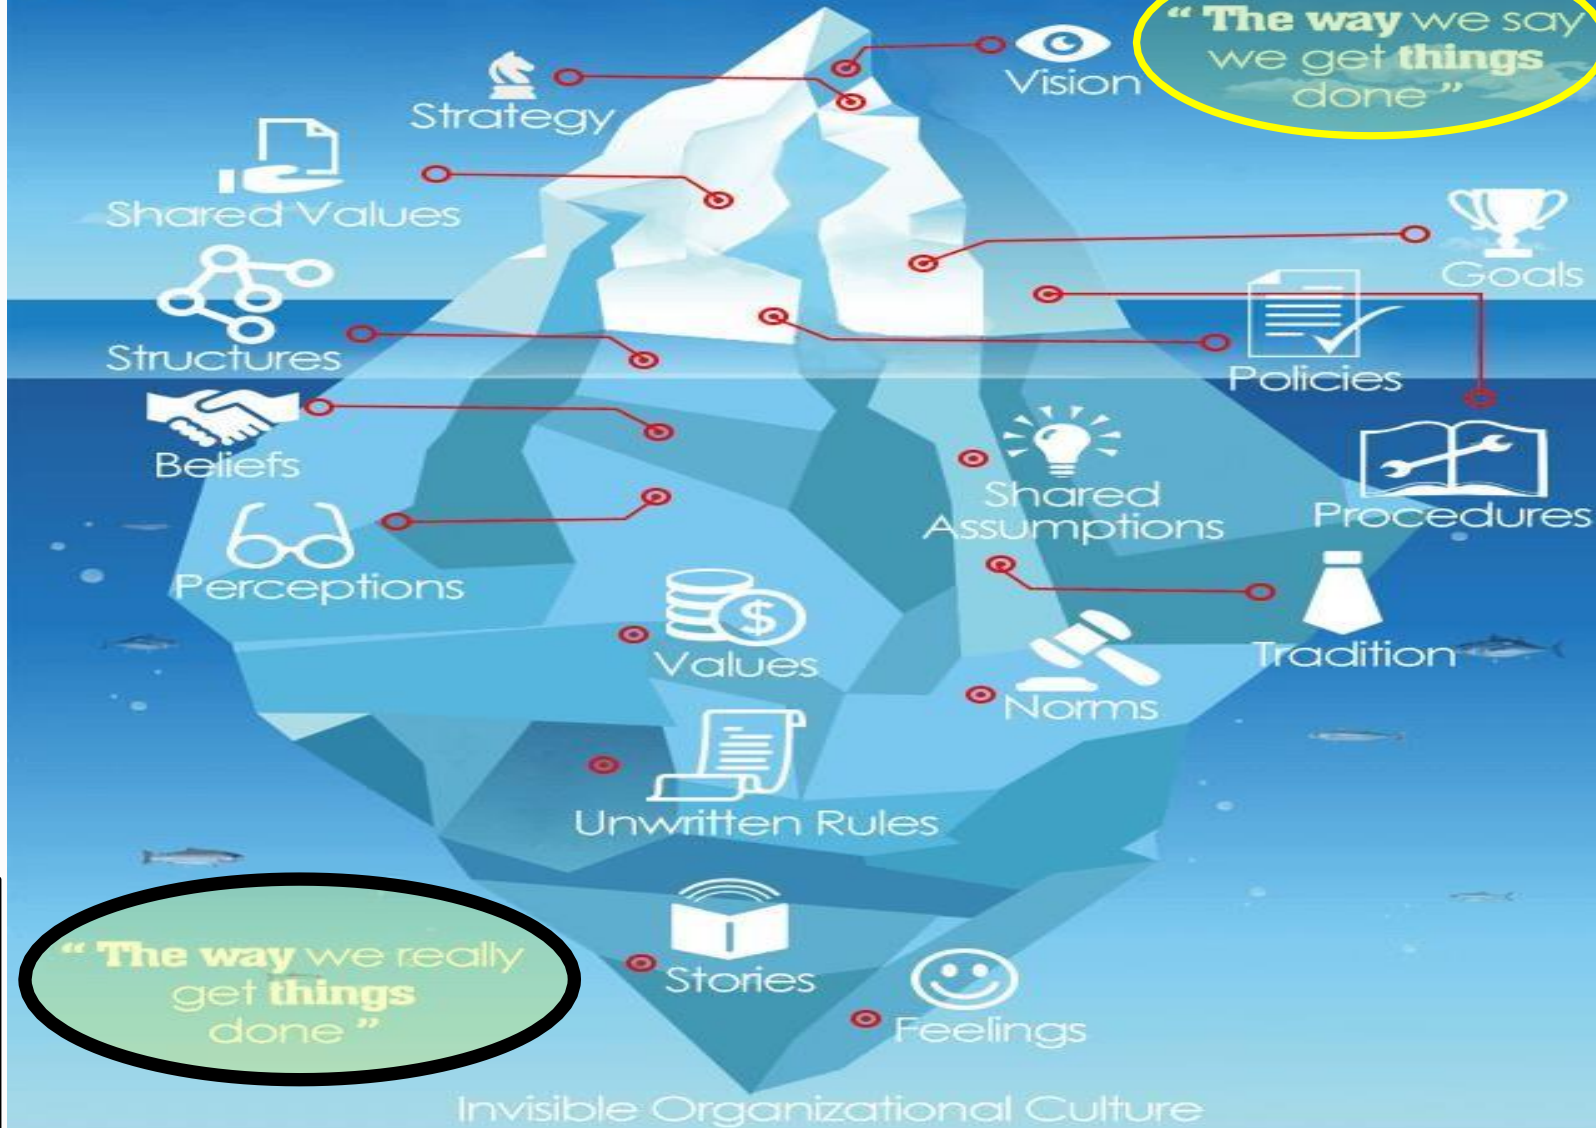 “ The way we say
we get things
done ”
Vision
Strategy
Shared Values
Goals
Structures
Policies
Beliefs
Shared
Assumptions
Procedures
Perceptions
$
Values
Tradition
Norms
Unwritten Rules
Stories
Feelings
“ The way we really
get things
done ”
Invisible Organizational Culture